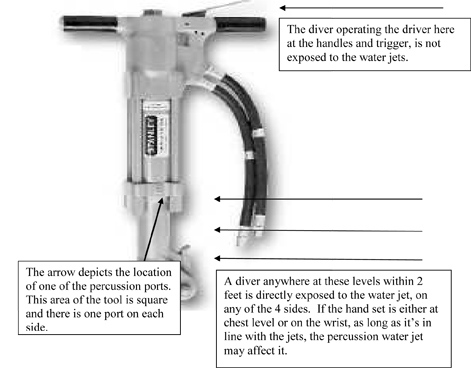 The diver operating the driver here
at the handles and trigger, is not
exposed to the water jets.
STANLEY
The arrow depicts the location
of one of the percussion ports.
This area of the tool is square
and there is one port on each
side.
A diver anywhere at these levels within 2
feet is directly exposed to the water jet, on
any of the 4 sides.  If the hand set is either at
chest level or on the wrist, as long as it's in
line with the jets, the percussion water jet
may affect it.